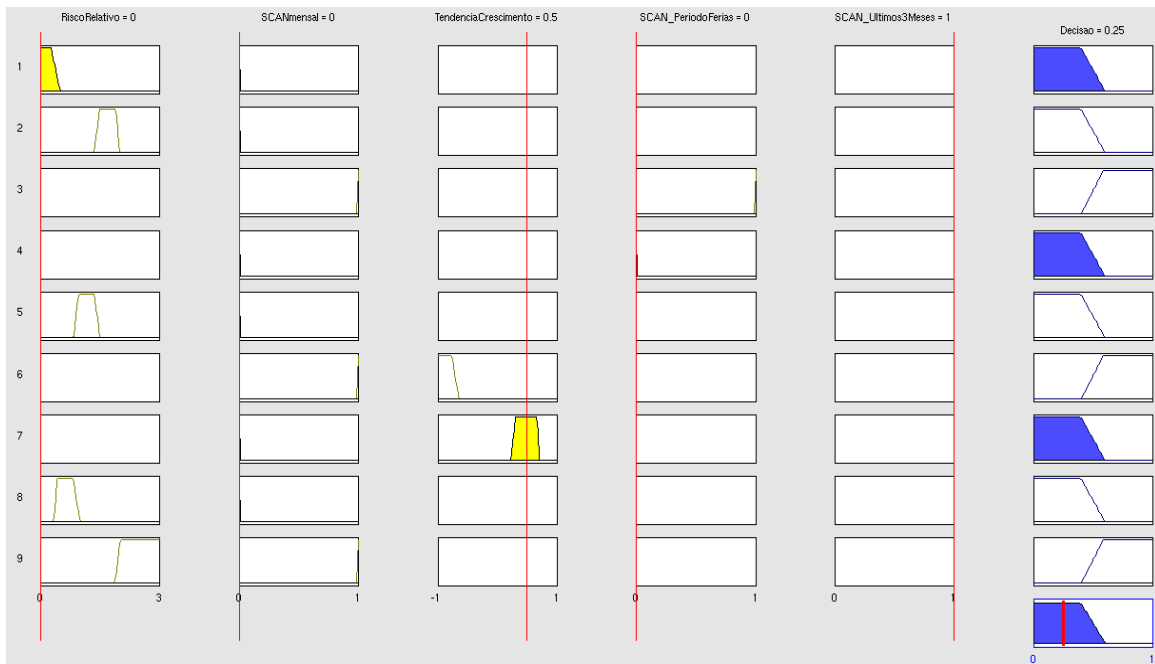 RiscoRelativo = 0
SCANmensal = 0
TendenciaCrescimento = 0.5
SCAN_PeriodoFerias = 0
SCAN_Ultimos3Meses = 1
Decisao = 0.25
1
2
3
4
5
6
7
8
9
0 3
0 1
-1 1
0 1
0 1
0 1